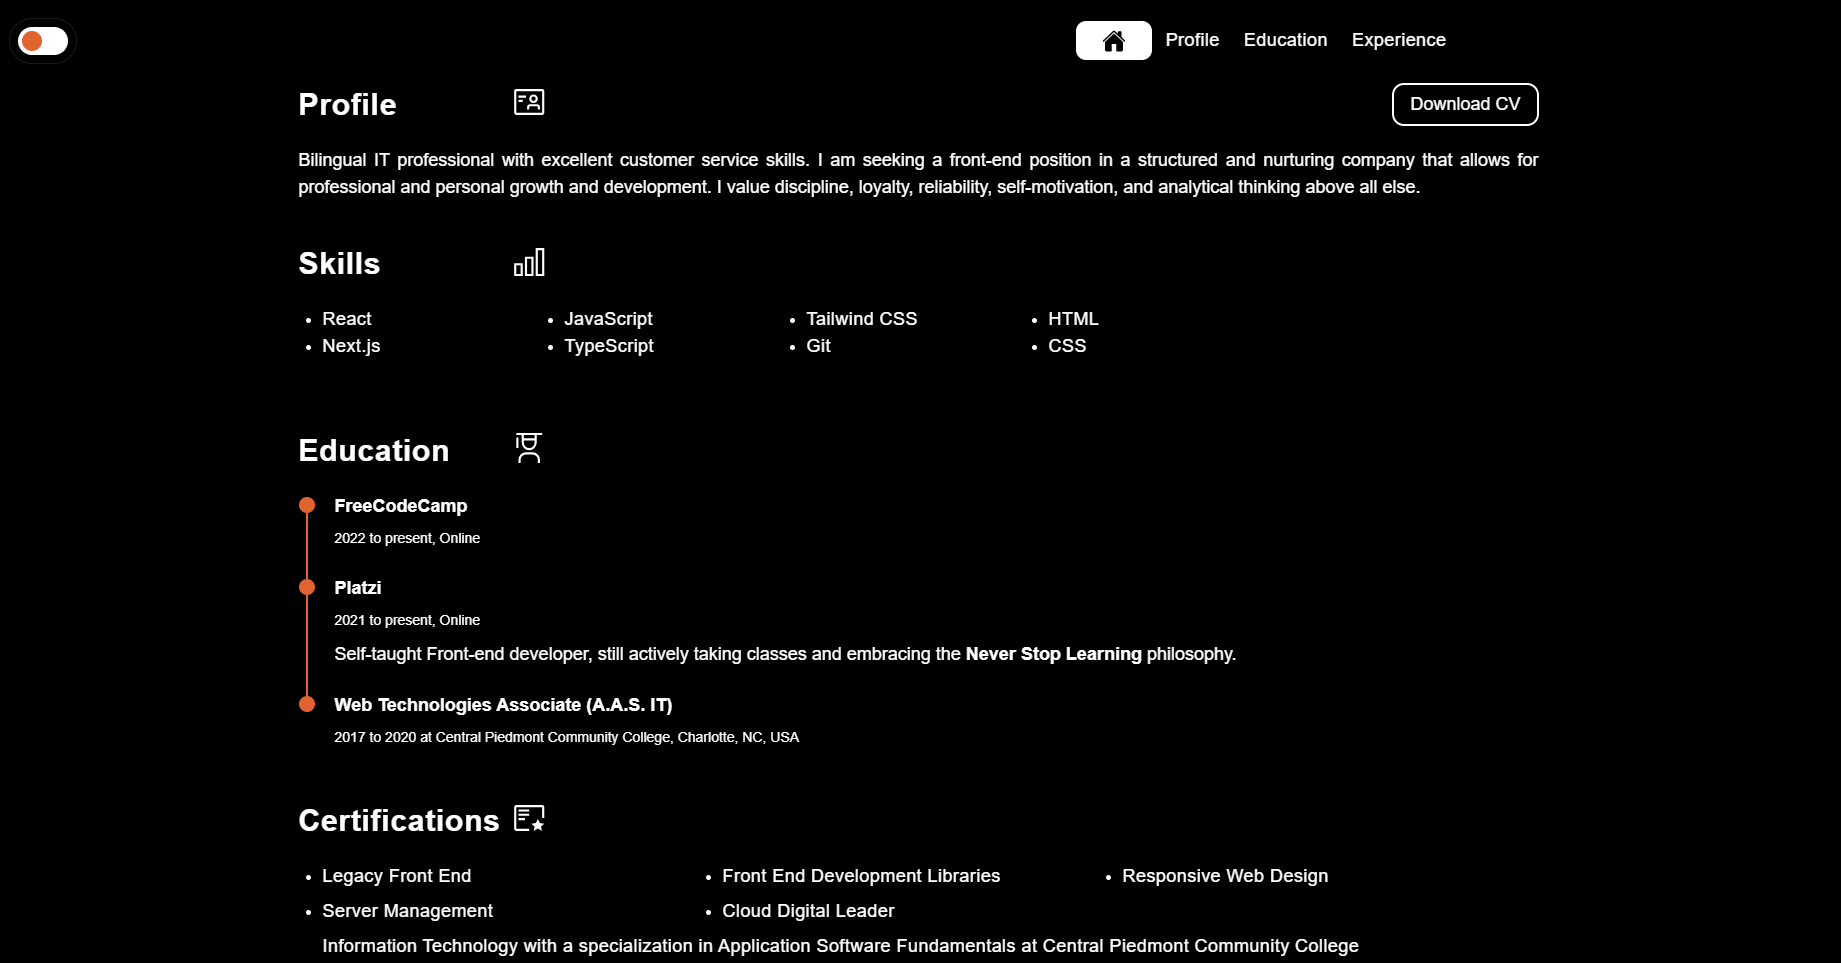 Profile Education Experience
Profile
Download CV
Bilingual IT professional with excellent customer service skills. I am seeking a front-end position in a structured and nurturing company that allows for
professional and personal growth and development. I value discipline, loyalty, reliability, self-motivation, and analytical thinking above all else.
Skills
React JavaScript Tailwind CSS HTML
Next.js TypeScript Git CSS
Education
FreeCodeCamp
2022 to present, Online
Platzi
2021 to present, Online
Self-taught Front-end developer, still actively taking classes and embracing the Never Stop Learning philosophy.
Web Technologies Associate (A.A.S. IT)
2017 to 2020 at Central Piedmont Community College, Charlotte, NC, USA
Certifications
Legacy Front End Front End Development Libraries Responsive Web Design
Server Management Cloud Digital Leader
Information Technology with a specialization in Application Software Fundamentals at Central Piedmont Community College